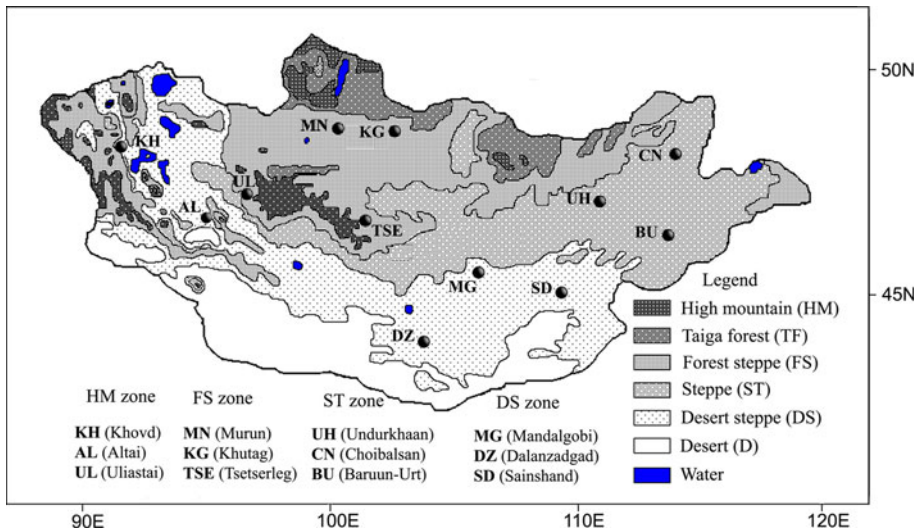 50N
MN
KG
KH
CN
UL
UH
AL
TSE
BU
MG
SD
45N
DZ
Legend
High mountain (HM)
Taiga forest (TF)
Forest steppe (FS)
Steppe (ST)
Desert steppe (DS)
Desert (D)
Water
HM zone FS zone ST zone DS zone
KH (Khovd) MN (Murun) UH (Undurkhaan) MG (Mandalgobi)
AL (Altai) KG (Khutag) CN (Choibalsan) DZ (Dalanzadgad)
UL (Uliastai) TSE (Tsetserleg) BU (Baruun-Urt) SD (Sainshand)
90E 100E 110E 120E